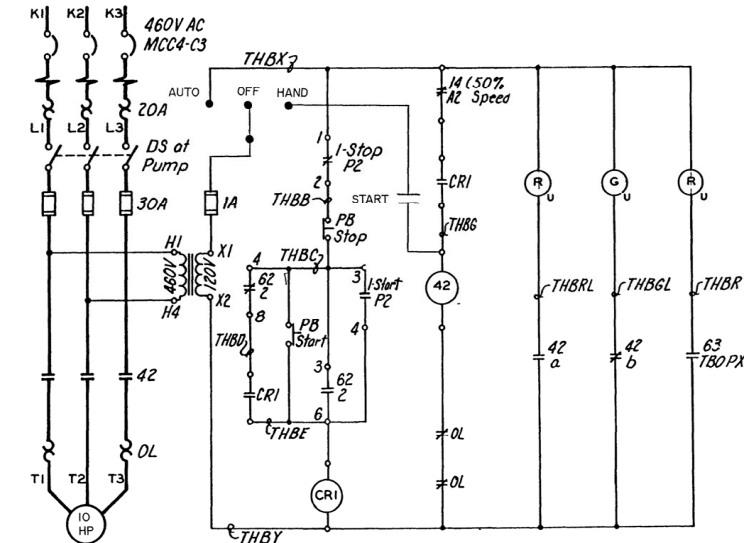 K1 K2 K3
460V AC
MCC4-C3
20A
L1 L2 L3
DS at
Pump
30A
1A
H1
X1
460V
120V
H4
X2
42
OL
T1 T2 T3
10
HP
AUTO OFF HAND
THBX
1
1-Stop
P2
2
THBB
START
PB
Stop
THBC
4
62
2
8
THBD
CR1
PB
Start
3
1-Start
P2
4
3
62
2
6
THBE
CR1
THBY
14 (50%
A2 Speed
CR1
THBG
42
OL
OL
R
U
THBRL
42
a
G
U
THBGL
42
b
R
U
THBR
63
TBOPX